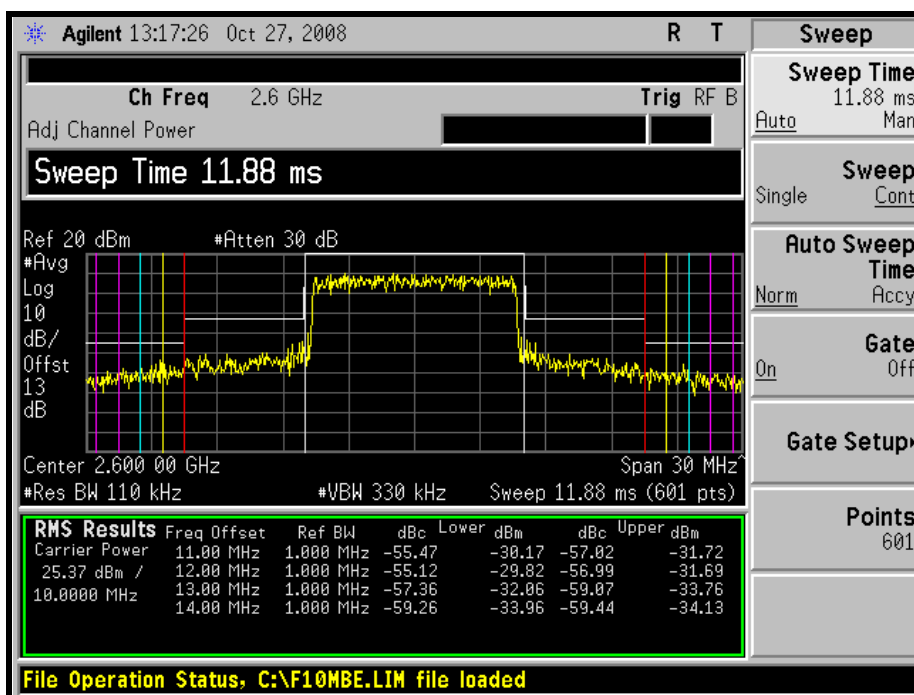 Agilent 13:17:26 Oct 27, 2008 R T
Ch Freq 2.6 GHz Trig RF B
Adj Channel Power
Sweep Time 11.88 ms
Ref 20 dBm #Atten 30 dB
#Avg
Log
10
dB/
Offst
13
dB
Center 2.600 00 GHz Span 30 MHz^
#Res BW 110 kHz #VBW 330 kHz Sweep 11.88 ms (601 pts)
RMS Results Freq Offset Ref BW dBc Lower dBm dBc Upper dBm
Carrier Power 11.00 MHz 1.000 MHz -55.47 -30.17 -57.02 -31.72
25.37 dBm / 12.00 MHz 1.000 MHz -55.12 -29.82 -56.99 -31.69
10.0000 MHz 13.00 MHz 1.000 MHz -57.36 -32.06 -59.07 -33.76
14.00 MHz 1.000 MHz -59.26 -33.96 -59.44 -34.13
File Operation Status, C:\F10MBE.LIM file loaded
Sweep
Sweep Time
11.88 ms
Auto Man
Sweep
Single Cont
Auto Sweep
Time
Norm Accy
Gate
On Off
Gate Setup
Points
601